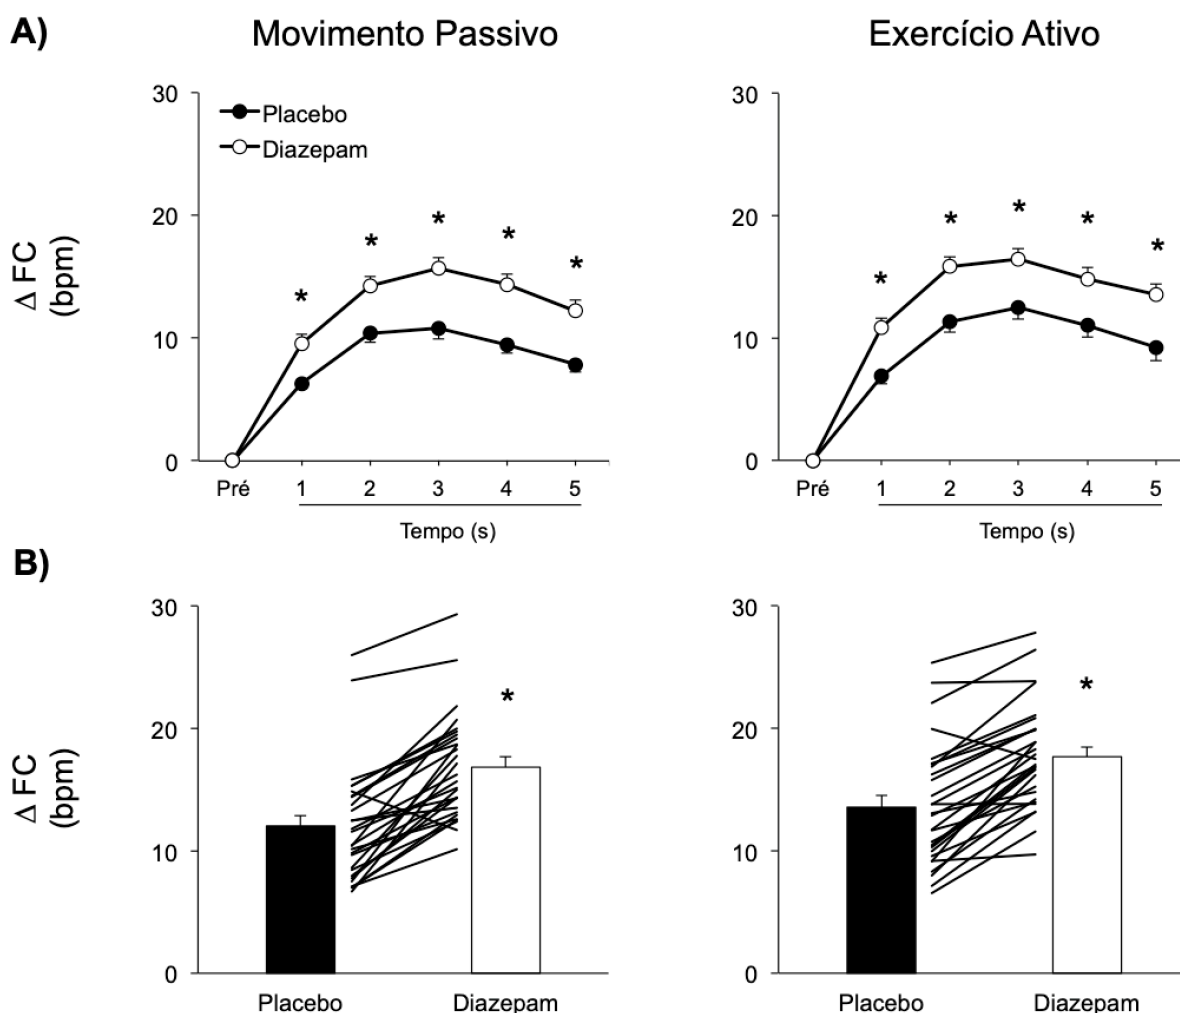 A)
Movimento Passivo
Exercício Ativo
Δ FC
(bpm)
30
20
10
0
Placebo
Diazepam
*
*
*
*
*
Pré
1
2
3
4
5
Tempo (s)
30
20
10
0
*
*
*
*
*
Pré
1
2
3
4
5
Tempo (s)
B)
Δ FC
(bpm)
30
20
10
0
*
Placebo
Diazepam
30
20
10
0
*
Placebo
Diazepam